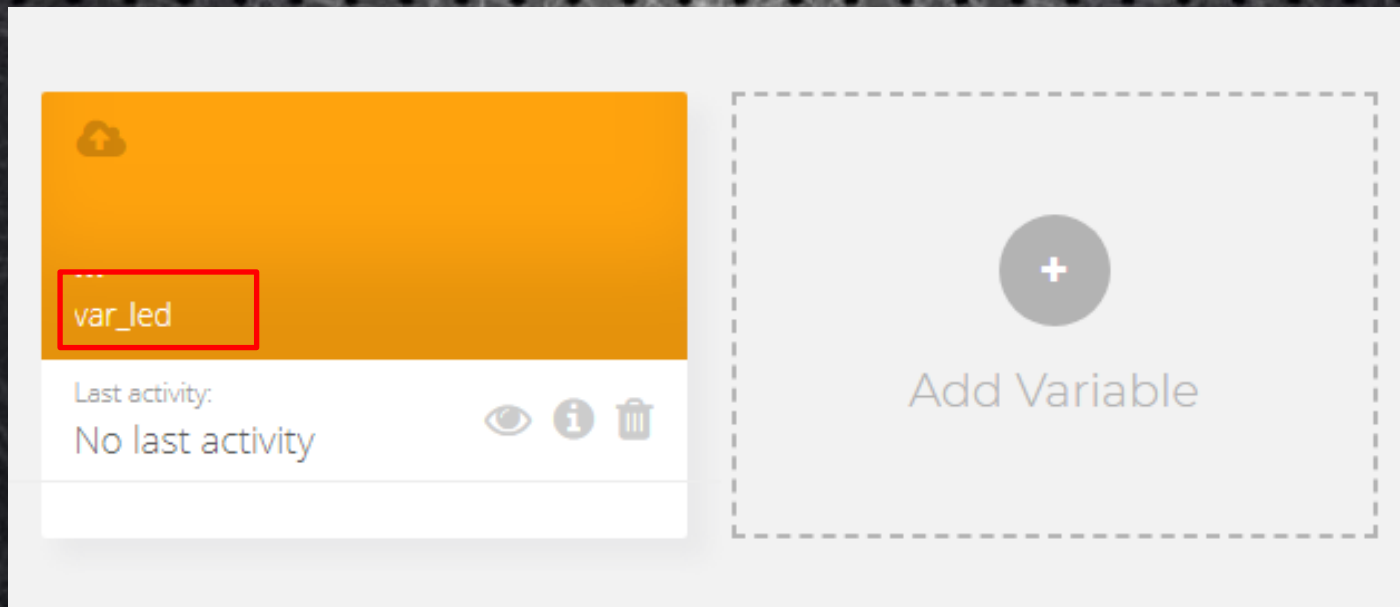 ...
var_led
Last activity:
No last activity
Add Variable